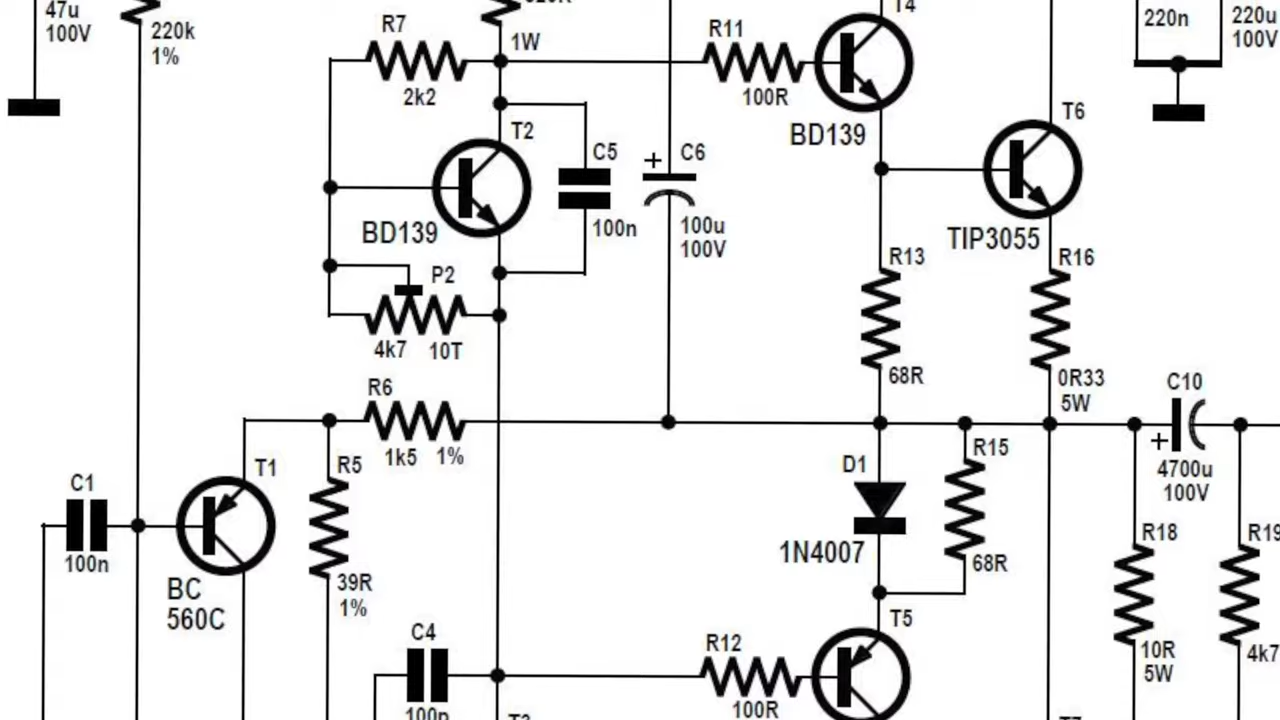 47u
100V
220k
1%
R7
2k2
1W
R11
100R
T4
BD139
220n
220u
100V
T2
BD139
C5
100n
C6
+
100u
100V
T6
TIP3055
P2
4k7 10T
R13
68R
R16
0R33
5W
R6
1k5 1%
C10
+
4700u
100V
T1
R5
39R
1%
C1
100n
BC
560C
D1
1N4007
R15
68R
R18
10R
5W
R19
4k7
C4
100n
R12
100R
T5
T3
T7